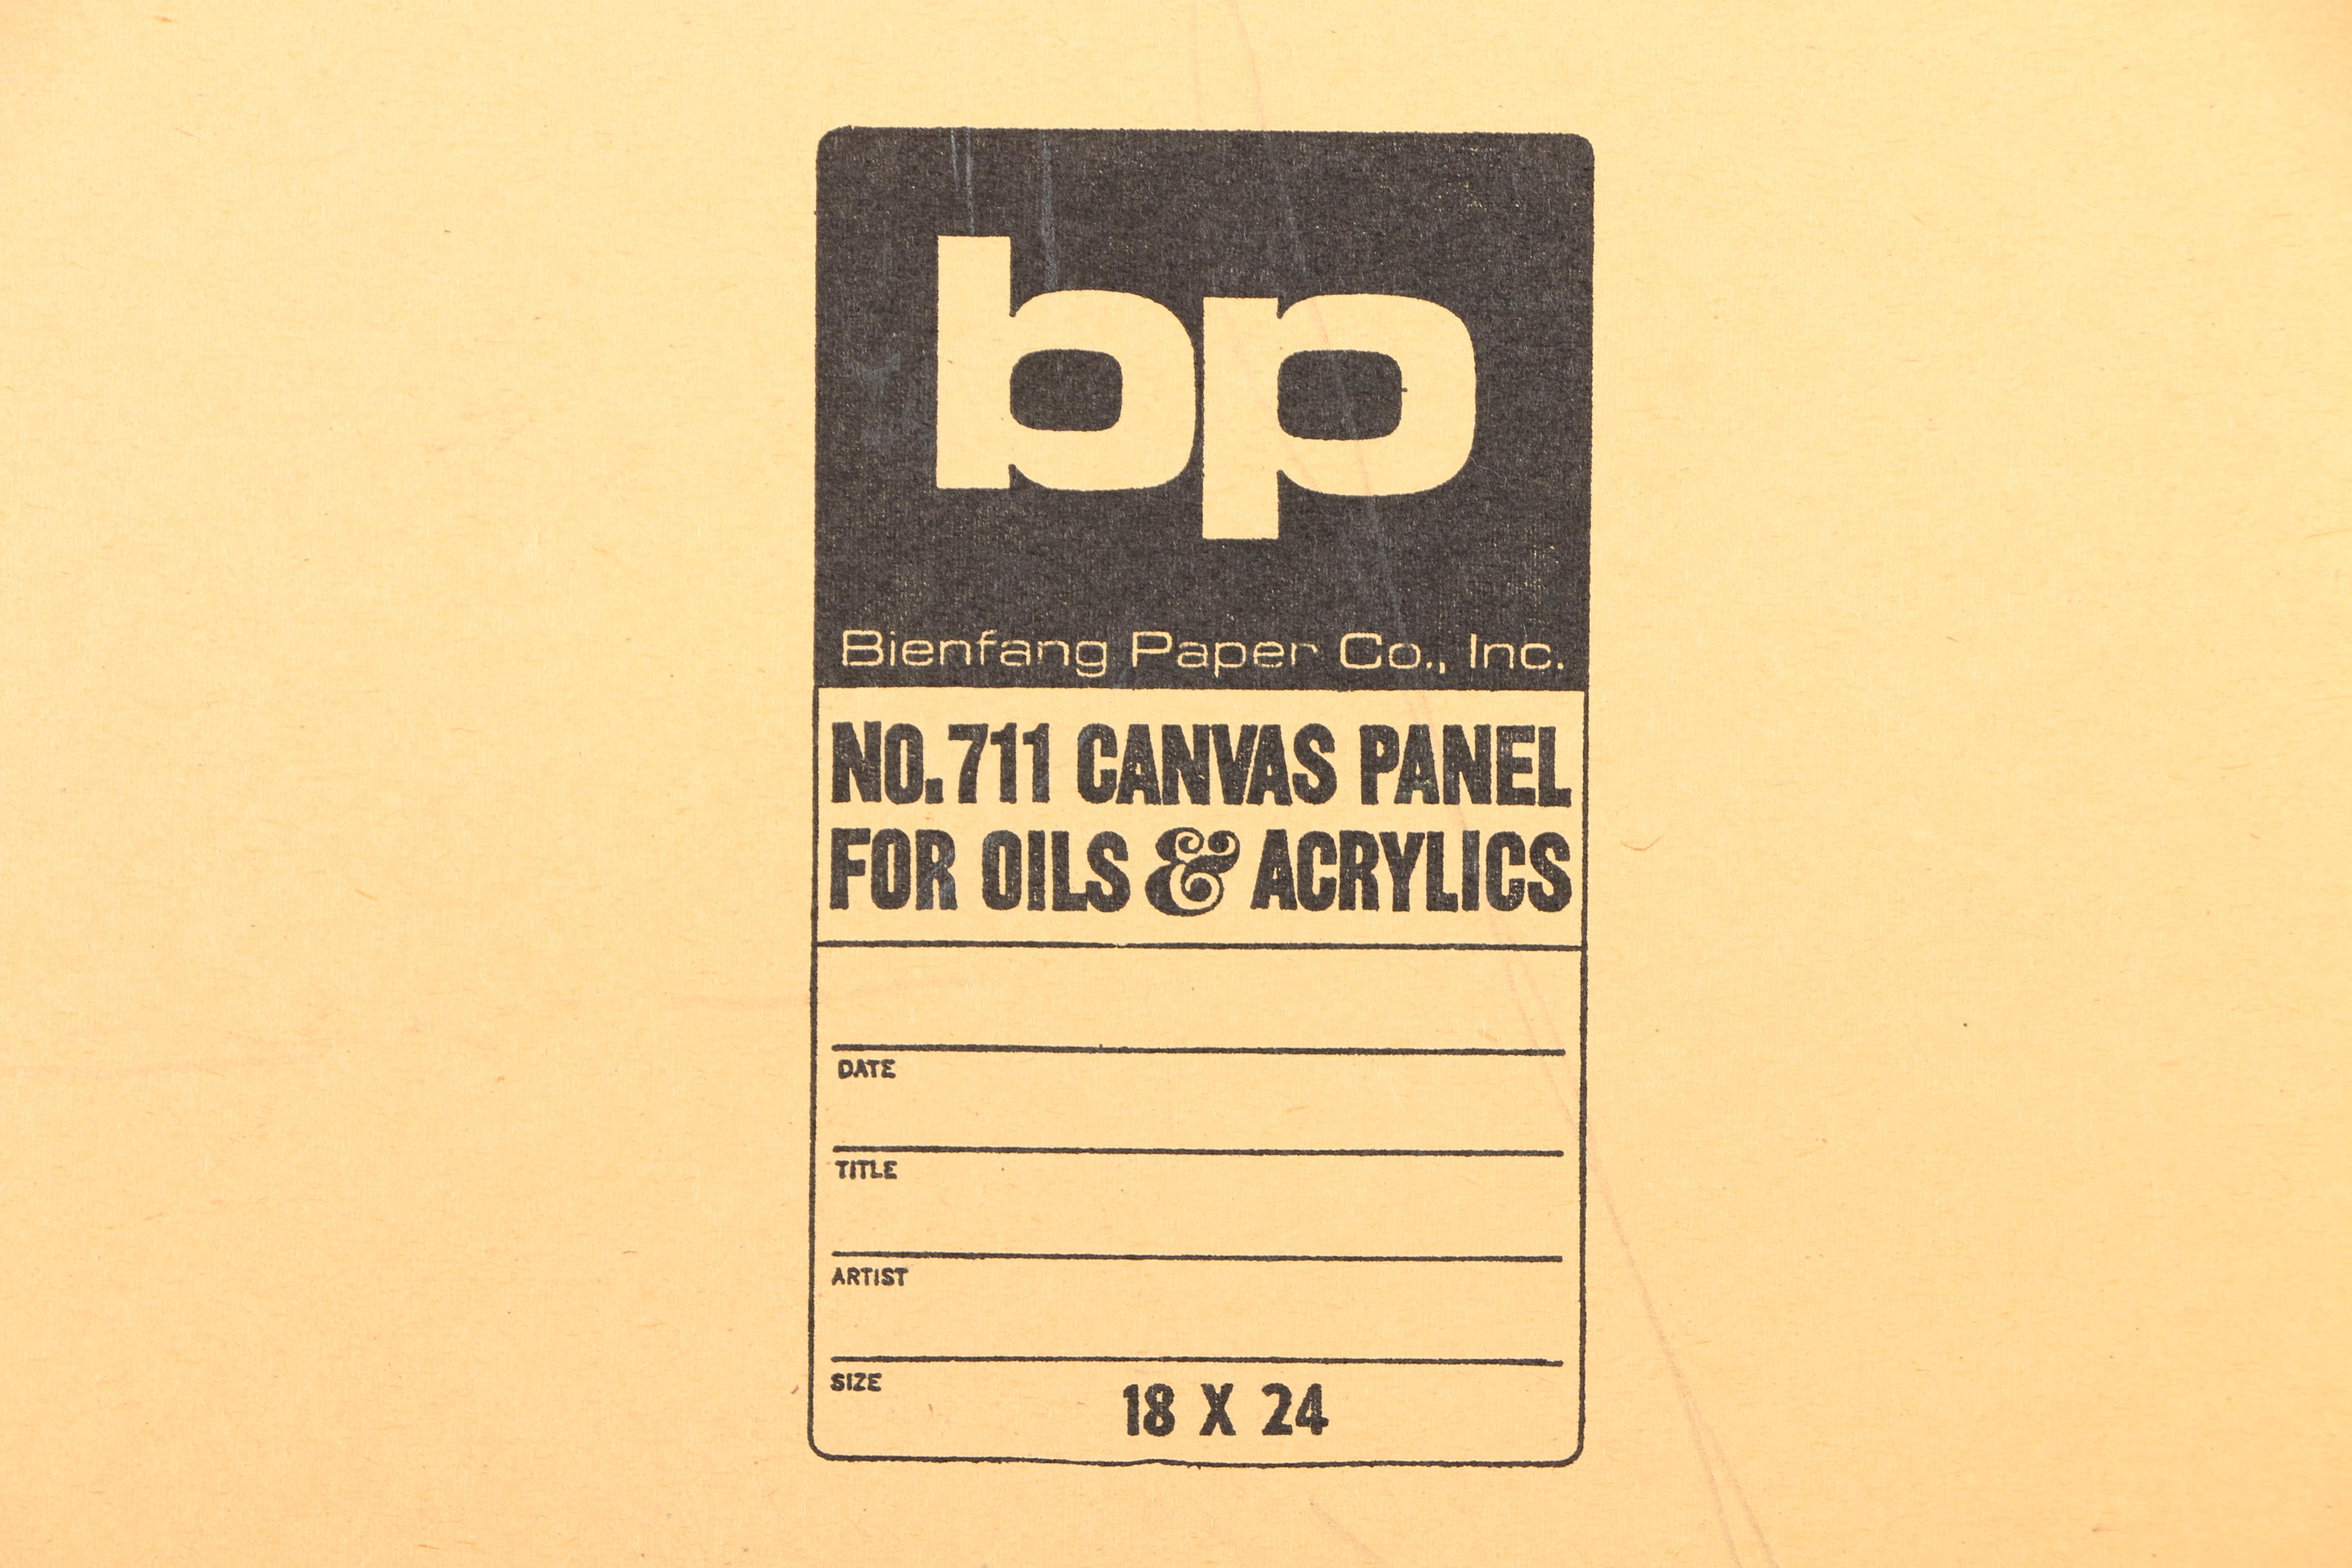 bp
Bienfang Paper Co., Inc.
NO. 711 CANVAS PANEL
FOR OILS & ACRYLICS
DATE
TITLE
ARTIST
SIZE 18 X 24